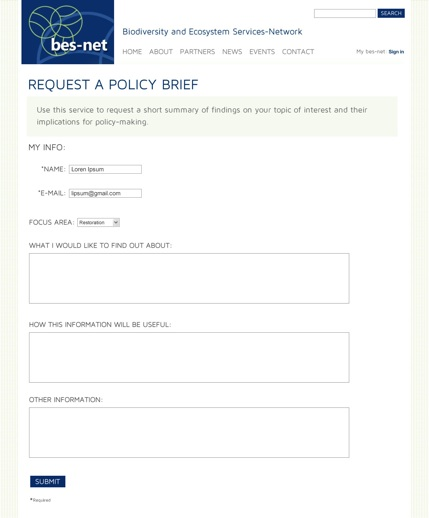 SEARCH
bes-net
Biodiversity and Ecosystem Services-Network
HOME ABOUT PARTNERS NEWS EVENTS CONTACT
My bes-net: Sign in
REQUEST A POLICY BRIEF
Use this service to request a short summary of findings on your topic of interest and their
implications for policy-making.
MY INFO:
*NAME: Loren Ipsum
*E-MAIL: lipsum@gmail.com
FOCUS AREA: Restoration
WHAT I WOULD LIKE TO FIND OUT ABOUT:
HOW THIS INFORMATION WILL BE USEFUL:
OTHER INFORMATION:
SUBMIT
*Required